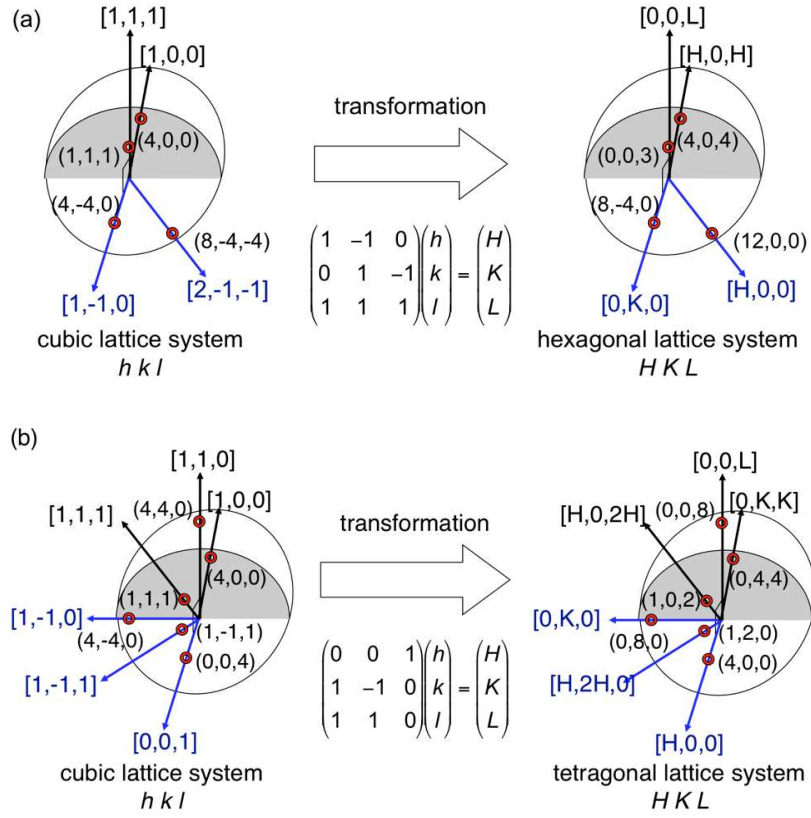 (a)
[1,1,1]
[1,0,0]
(1,1,1)
(4,0,0)
(4,-4,0)
(8,-4,-4)
[1,-1,0]
[2,-1,-1]
cubic lattice system
h k l
transformation
1 -1 0 h H
0 1 -1 k = K
1 1 1 l L
[0,0,L]
[H,0,H]
(0,0,3)
(4,0,4)
(8,-4,0)
(12,0,0)
[0,K,0]
[H,0,0]
hexagonal lattice system
H K L
(b)
[1,1,0]
[1,1,1]
(4,4,0)
[1,0,0]
(4,0,0)
(1,1,1)
[1,-1,0]
(4,-4,0)
(1,-1,1)
(0,0,4)
[1,-1,1]
[0,0,1]
cubic lattice system
h k l
transformation
0 0 1 h H
1 -1 0 k = K
1 1 0 l L
[0,0,L]
[H,0,2H]
(0,0,8)
[0,K,K]
(0,4,4)
(1,0,2)
[0,K,0]
(0,8,0)
(1,2,0)
(4,0,0)
[H,2H,0]
[H,0,0]
tetragonal lattice system
H K L